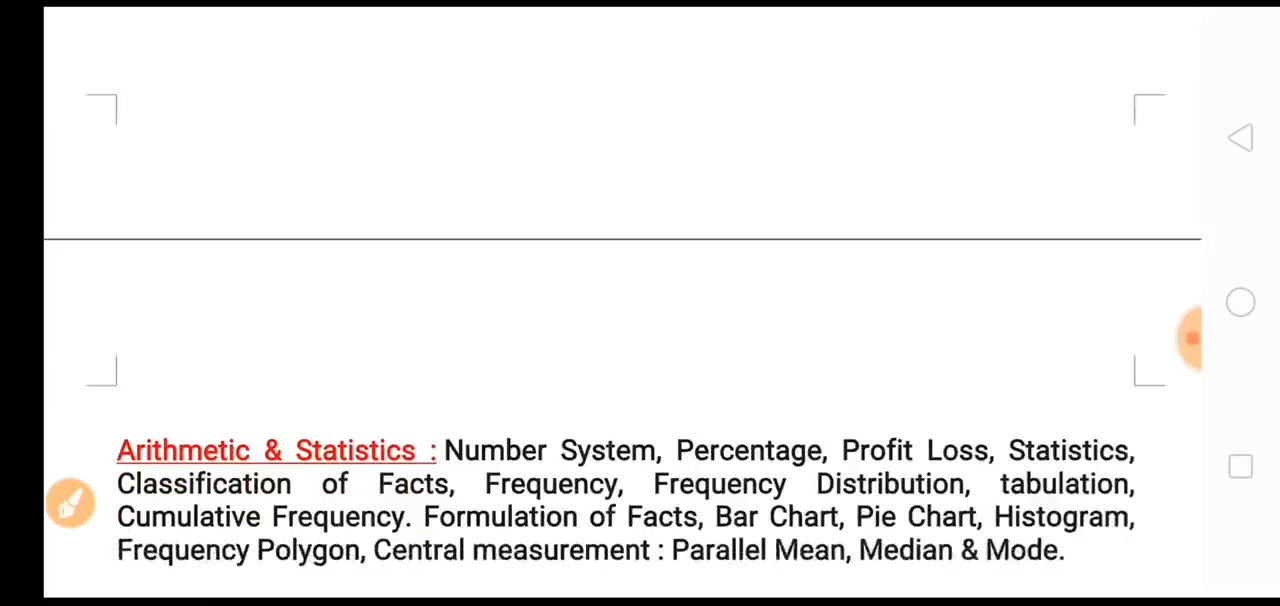 Arithmetic & Statistics : Number System, Percentage, Profit Loss, Statistics,
Classification of Facts, Frequency, Frequency Distribution, tabulation,
Cumulative Frequency. Formulation of Facts, Bar Chart, Pie Chart, Histogram,
Frequency Polygon, Central measurement : Parallel Mean, Median & Mode.